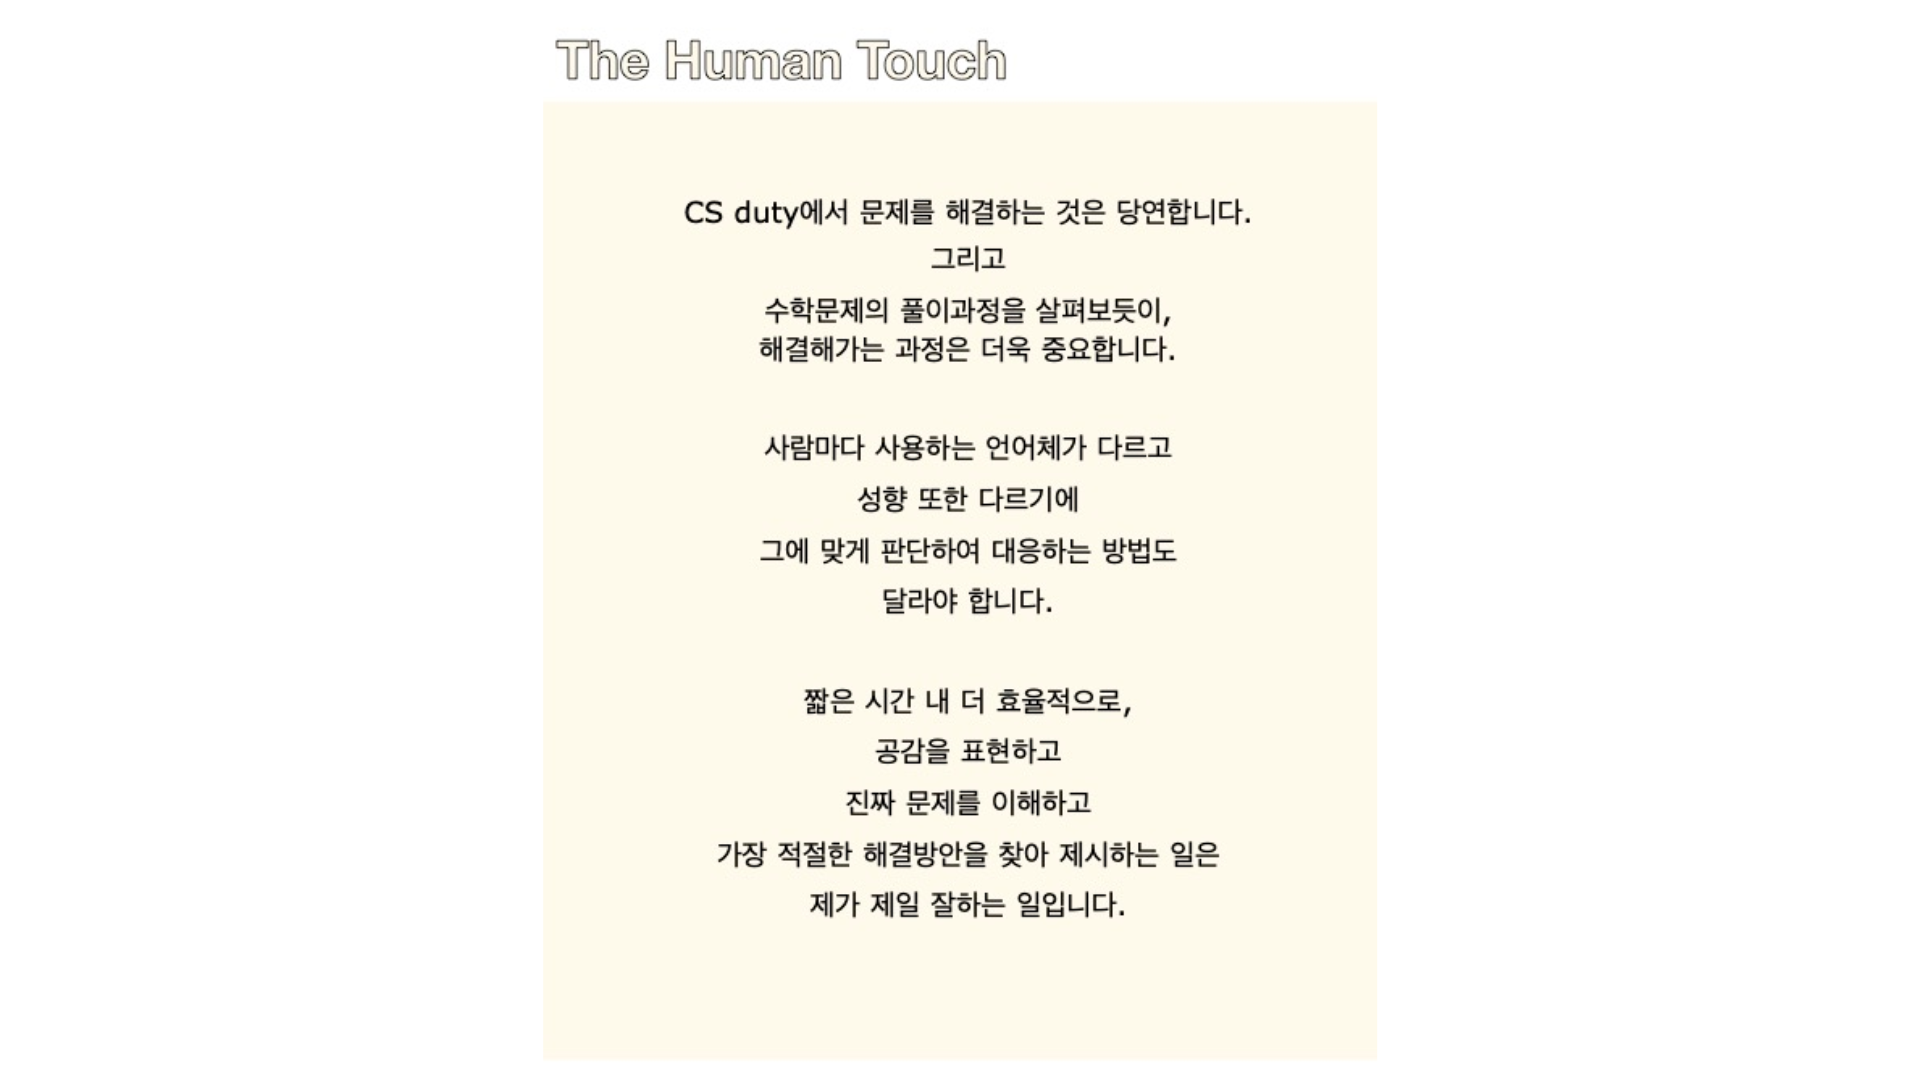 The Human Touch
CS duty에서 문제를 해결하는 것은 당연합니다.
그리고
수학문제의 풀이과정을 살펴보듯이,
해결해가는 과정은 더욱 중요합니다.
사람마다 사용하는 언어체가 다르고
성향 또한 다르기에
그에 맞게 판단하여 대응하는 방법도
달라야 합니다.
짧은 시간 내 더 효율적으로,
공감을 표현하고
진짜 문제를 이해하고
가장 적절한 해결방안을 찾아 제시하는 일은
제가 제일 잘하는 일입니다.